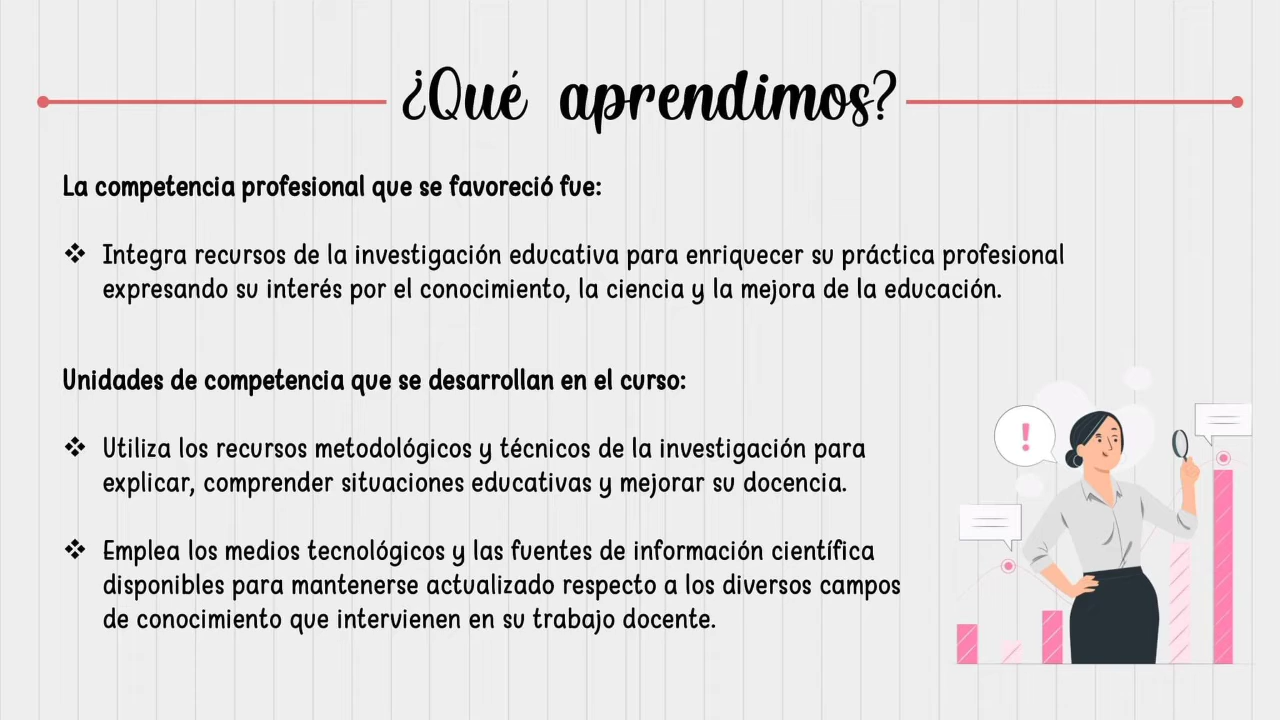 ¿Qué aprendimos?
La competencia profesional que se favoreció fue:
❖ Integra recursos de la investigación educativa para enriquecer su práctica profesional
expresando su interés por el conocimiento, la ciencia y la mejora de la educación.
Unidades de competencia que se desarrollan en el curso:
❖ Utiliza los recursos metodológicos y técnicos de la investigación para
explicar, comprender situaciones educativas y mejorar su docencia.
❖ Emplea los medios tecnológicos y las fuentes de información científica
disponibles para mantenerse actualizado respecto a los diversos campos
de conocimiento que intervienen en su trabajo docente.
!